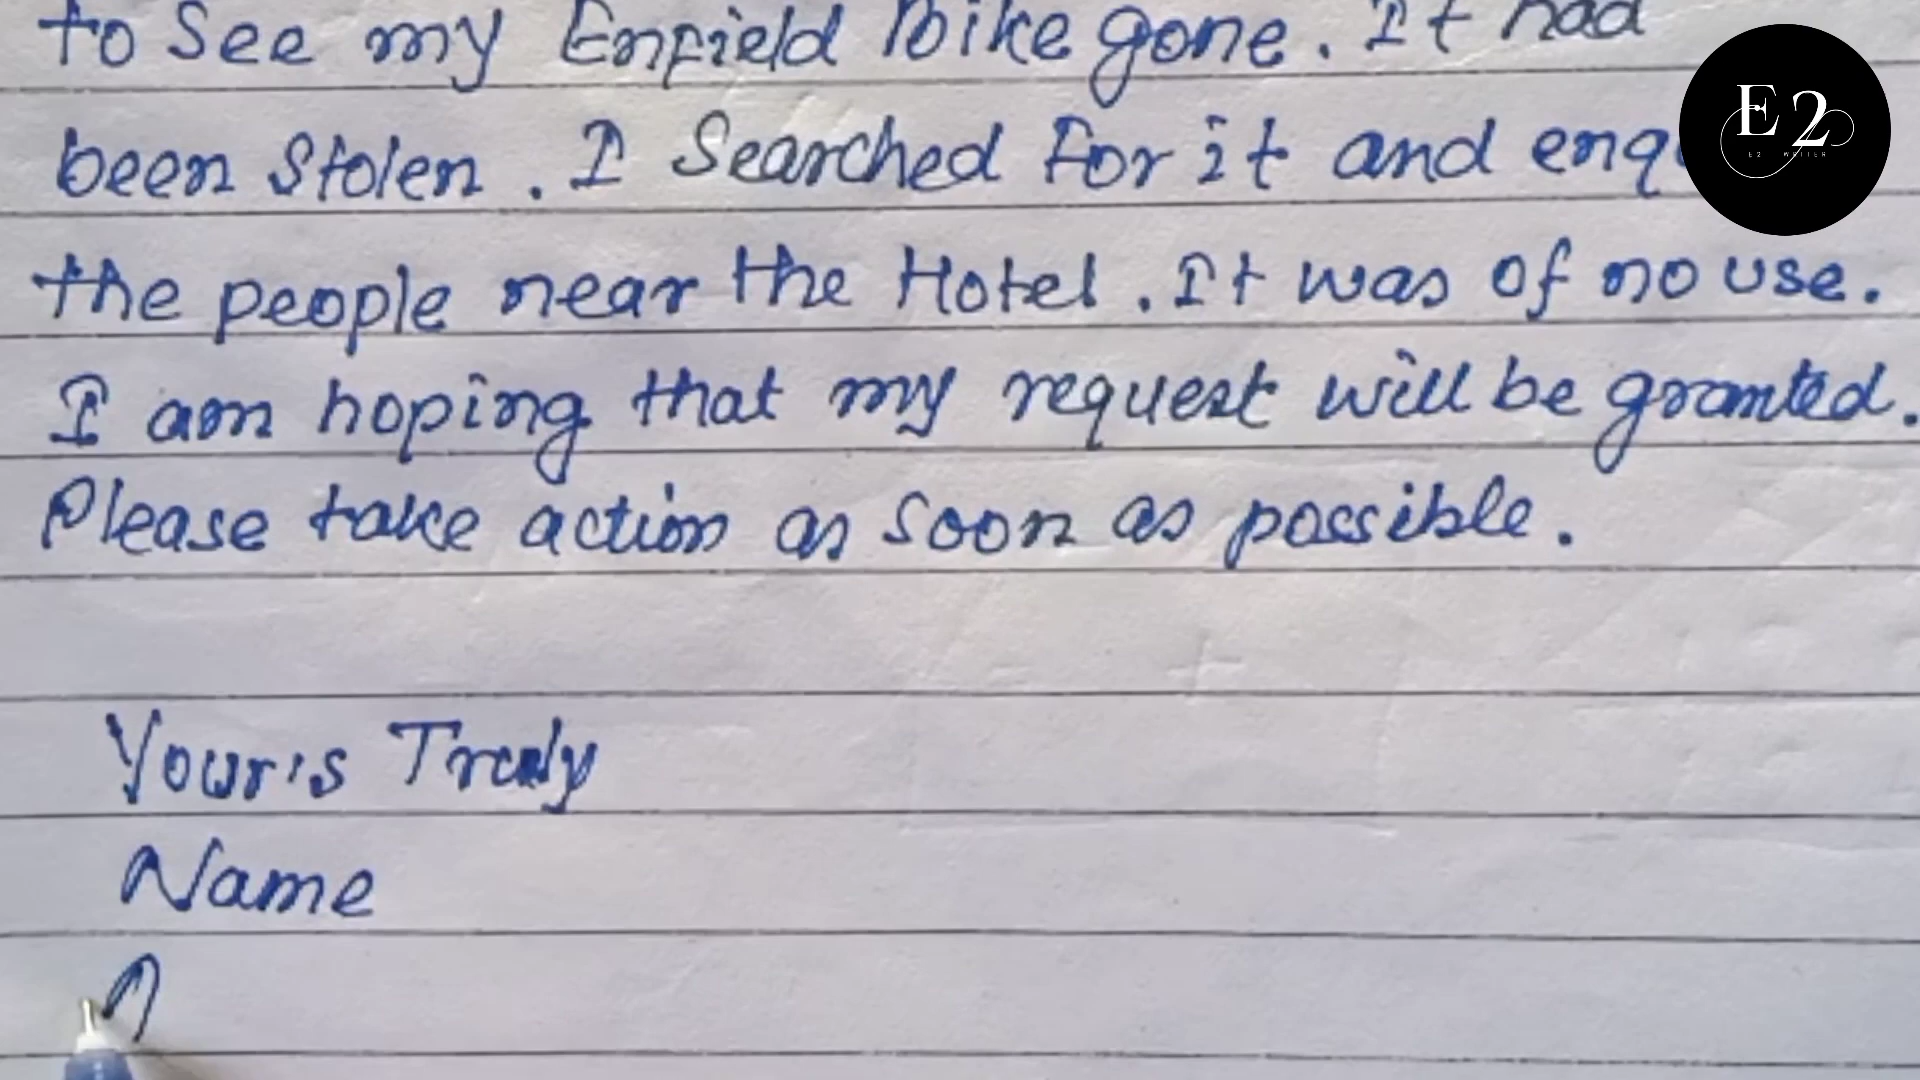 to See my Enfield bike gone. It had
been Stolen. I Searched For it and enq
the people near the Hotel. It was of no use.
I am hoping that my request will be granted.
Please take action as soon as possible.
Your's Truly
Name
E2
E2 WRITER